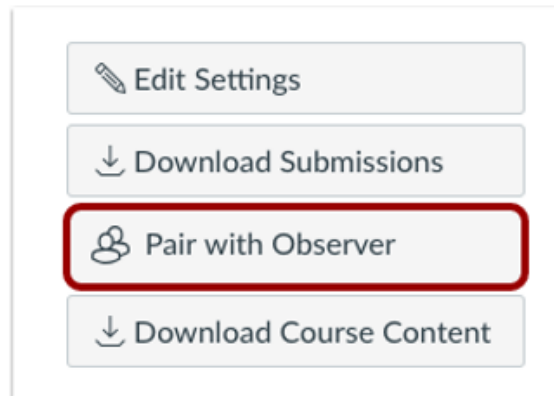 Edit Settings
Download Submissions
Pair with Observer
Download Course Content